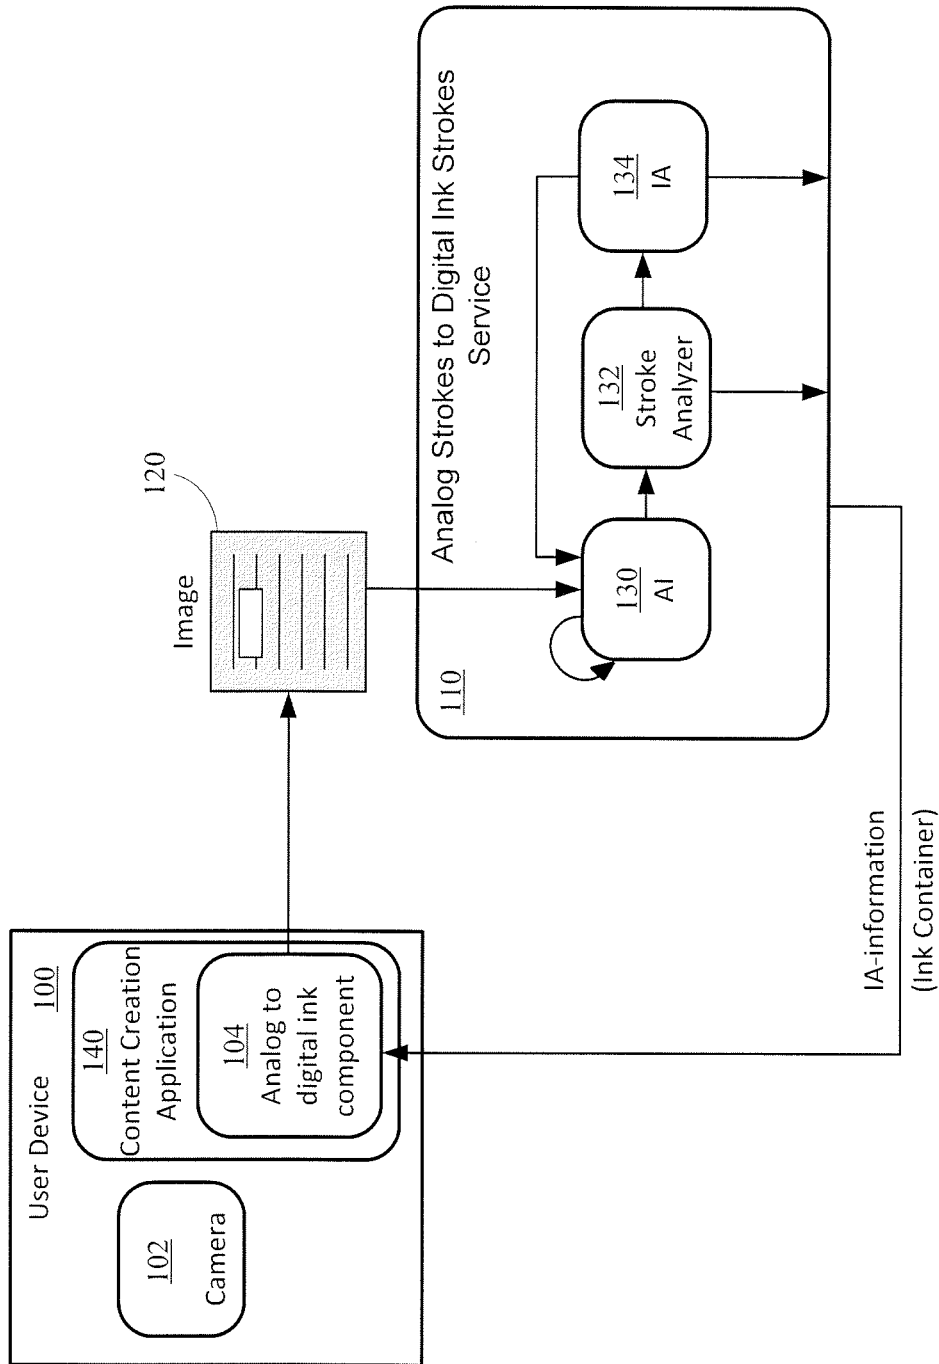 User Device
100
102
Camera
140
Content Creation
Application
104
Analog to
digital ink
component
Image
120
110
Analog Strokes to Digital Ink Strokes
Service
130
AI
132
Stroke
Analyzer
134
IA
IA-information
(Ink Container)